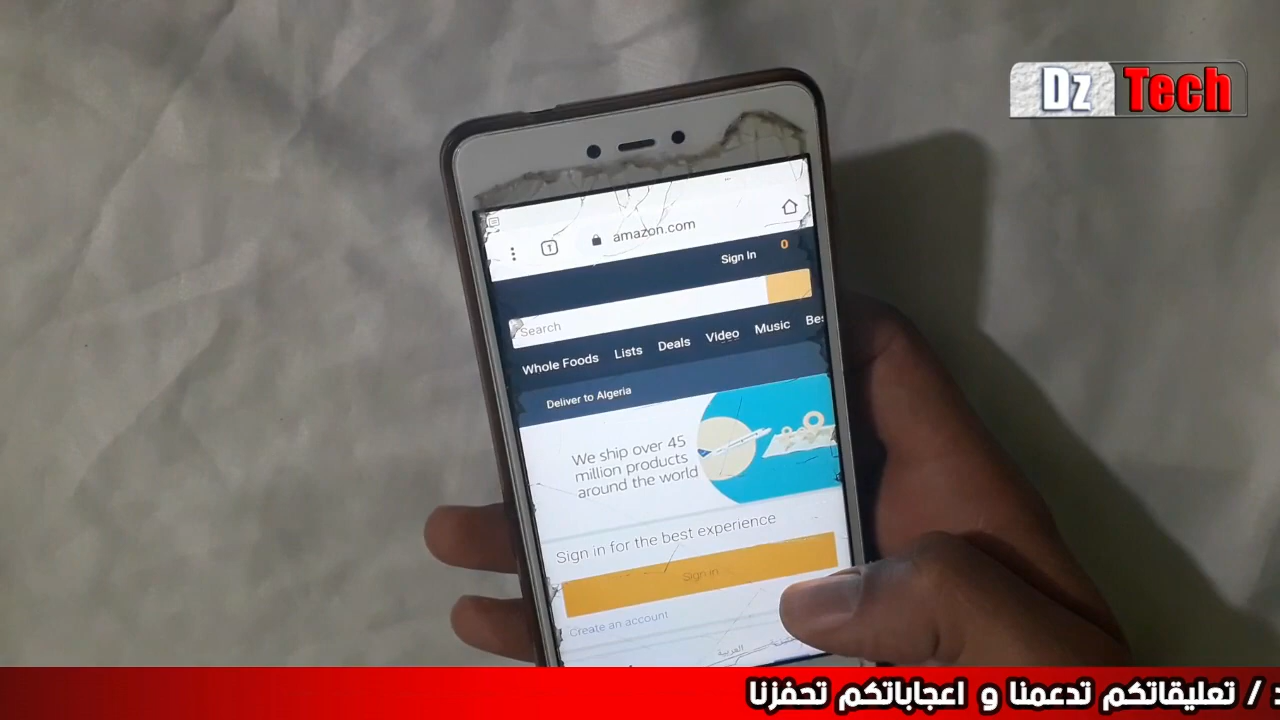 Dz Tech
amazon.com
1
Sign In
0
Search
Whole Foods Lists Deals Video Music Bes
Deliver to Algeria
We ship over 45
million products
around the world
Sign in for the best experience
Sign in
Create an account
العربية
/ تعليقاتكم تدعمنا و اعجاباتكم تحفزنا